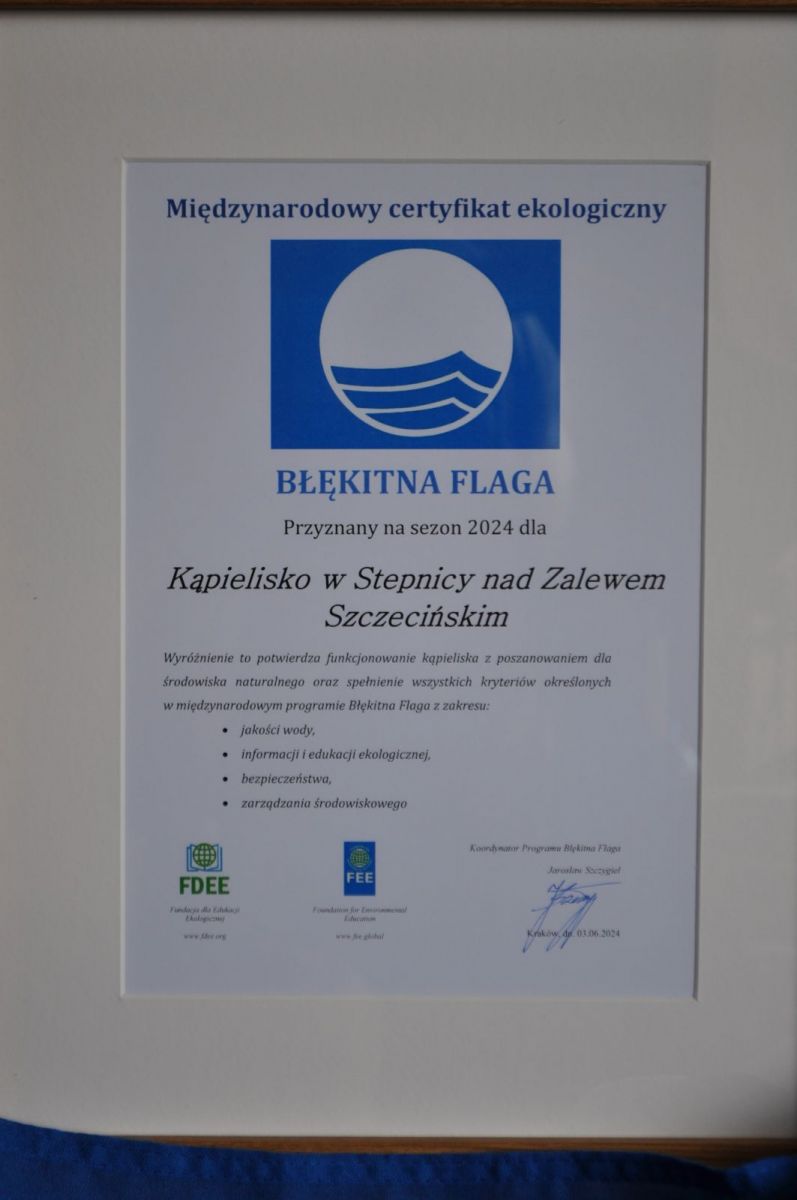 Międzynarodowy certyfikat ekologiczny
BŁĘKITNA FLAGA
Przyznany na sezon 2024 dla
Kąpielisko w Stepnicy nad Zalewem
Szczecińskim
Wyróżnienie to potwierdza funkcjonowanie kąpieliska z poszanowaniem dla
środowiska naturalnego oraz spełnienie wszystkich kryteriów określonych
w międzynarodowym programie Błękitna Flaga z zakresu:
• jakości wody,
• informacji i edukacji ekologicznej,
• bezpieczeństwa,
• zarządzania środowiskowego
FDEE
Fundacja dla Edukacji
Ekologicznej
www.fdee.org
FEE
Foundation for Environmental
Education
www.fee.global
Koordynator Programu Błękitna Flaga
Jarosław Szczygieł
Kraków, dn. 03.06.2024